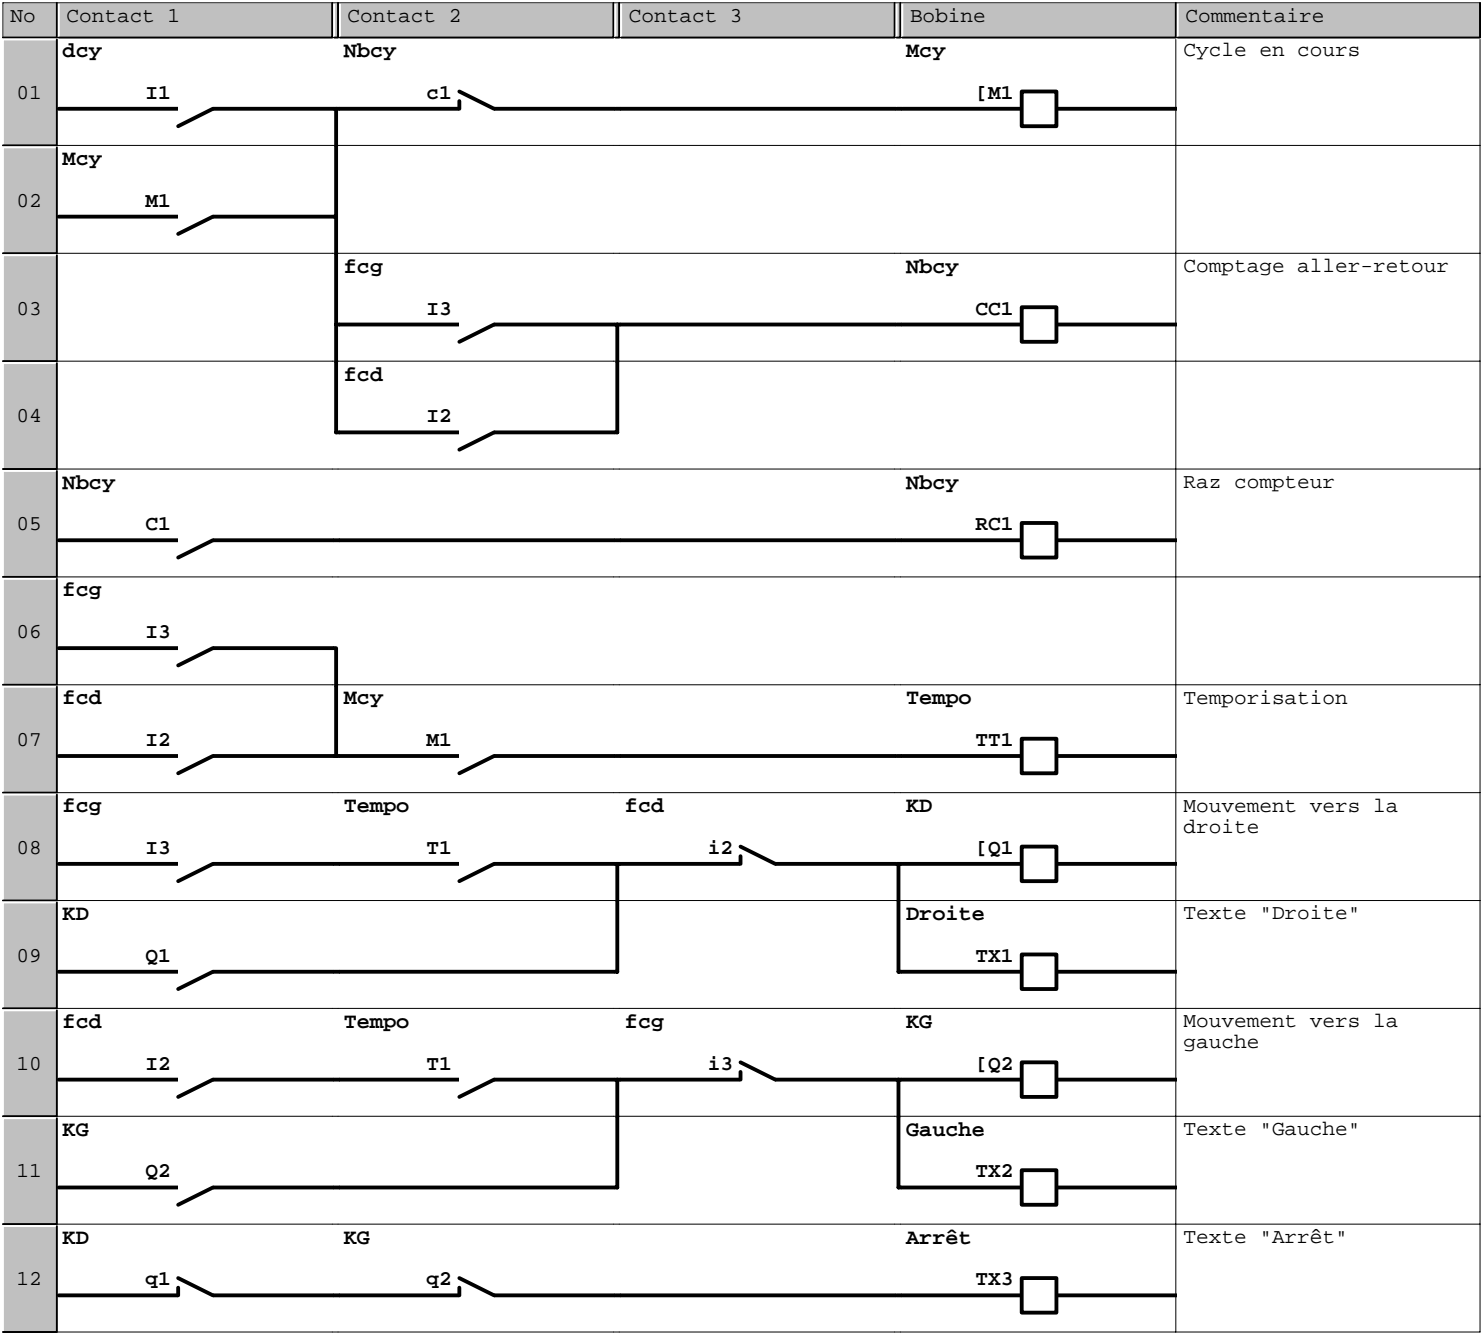 No Contact 1 Contact 2 Contact 3 Bobine Commentaire
dcy Nbcy Mcy Cycle en cours
01 I1 c1 [M1
Mcy
02 M1
fcg Nbcy Comptage aller-retour
03 I3 CC1
fcd
04 I2
Nbcy Nbcy Raz compteur
05 C1 RC1
fcg
06 I3
fcd Mcy Tempo Temporisation
07 I2 M1 TT1
fcg Tempo fcd KD Mouvement vers la
droite
08 I3 T1 i2 [Q1
KD Droite Texte "Droite"
09 Q1 TX1
fcd Tempo fcg KG Mouvement vers la
gauche
10 I2 T1 i3 [Q2
KG Gauche Texte "Gauche"
11 Q2 TX2
KD KG Arrêt Texte "Arrêt"
12 q1 q2 TX3